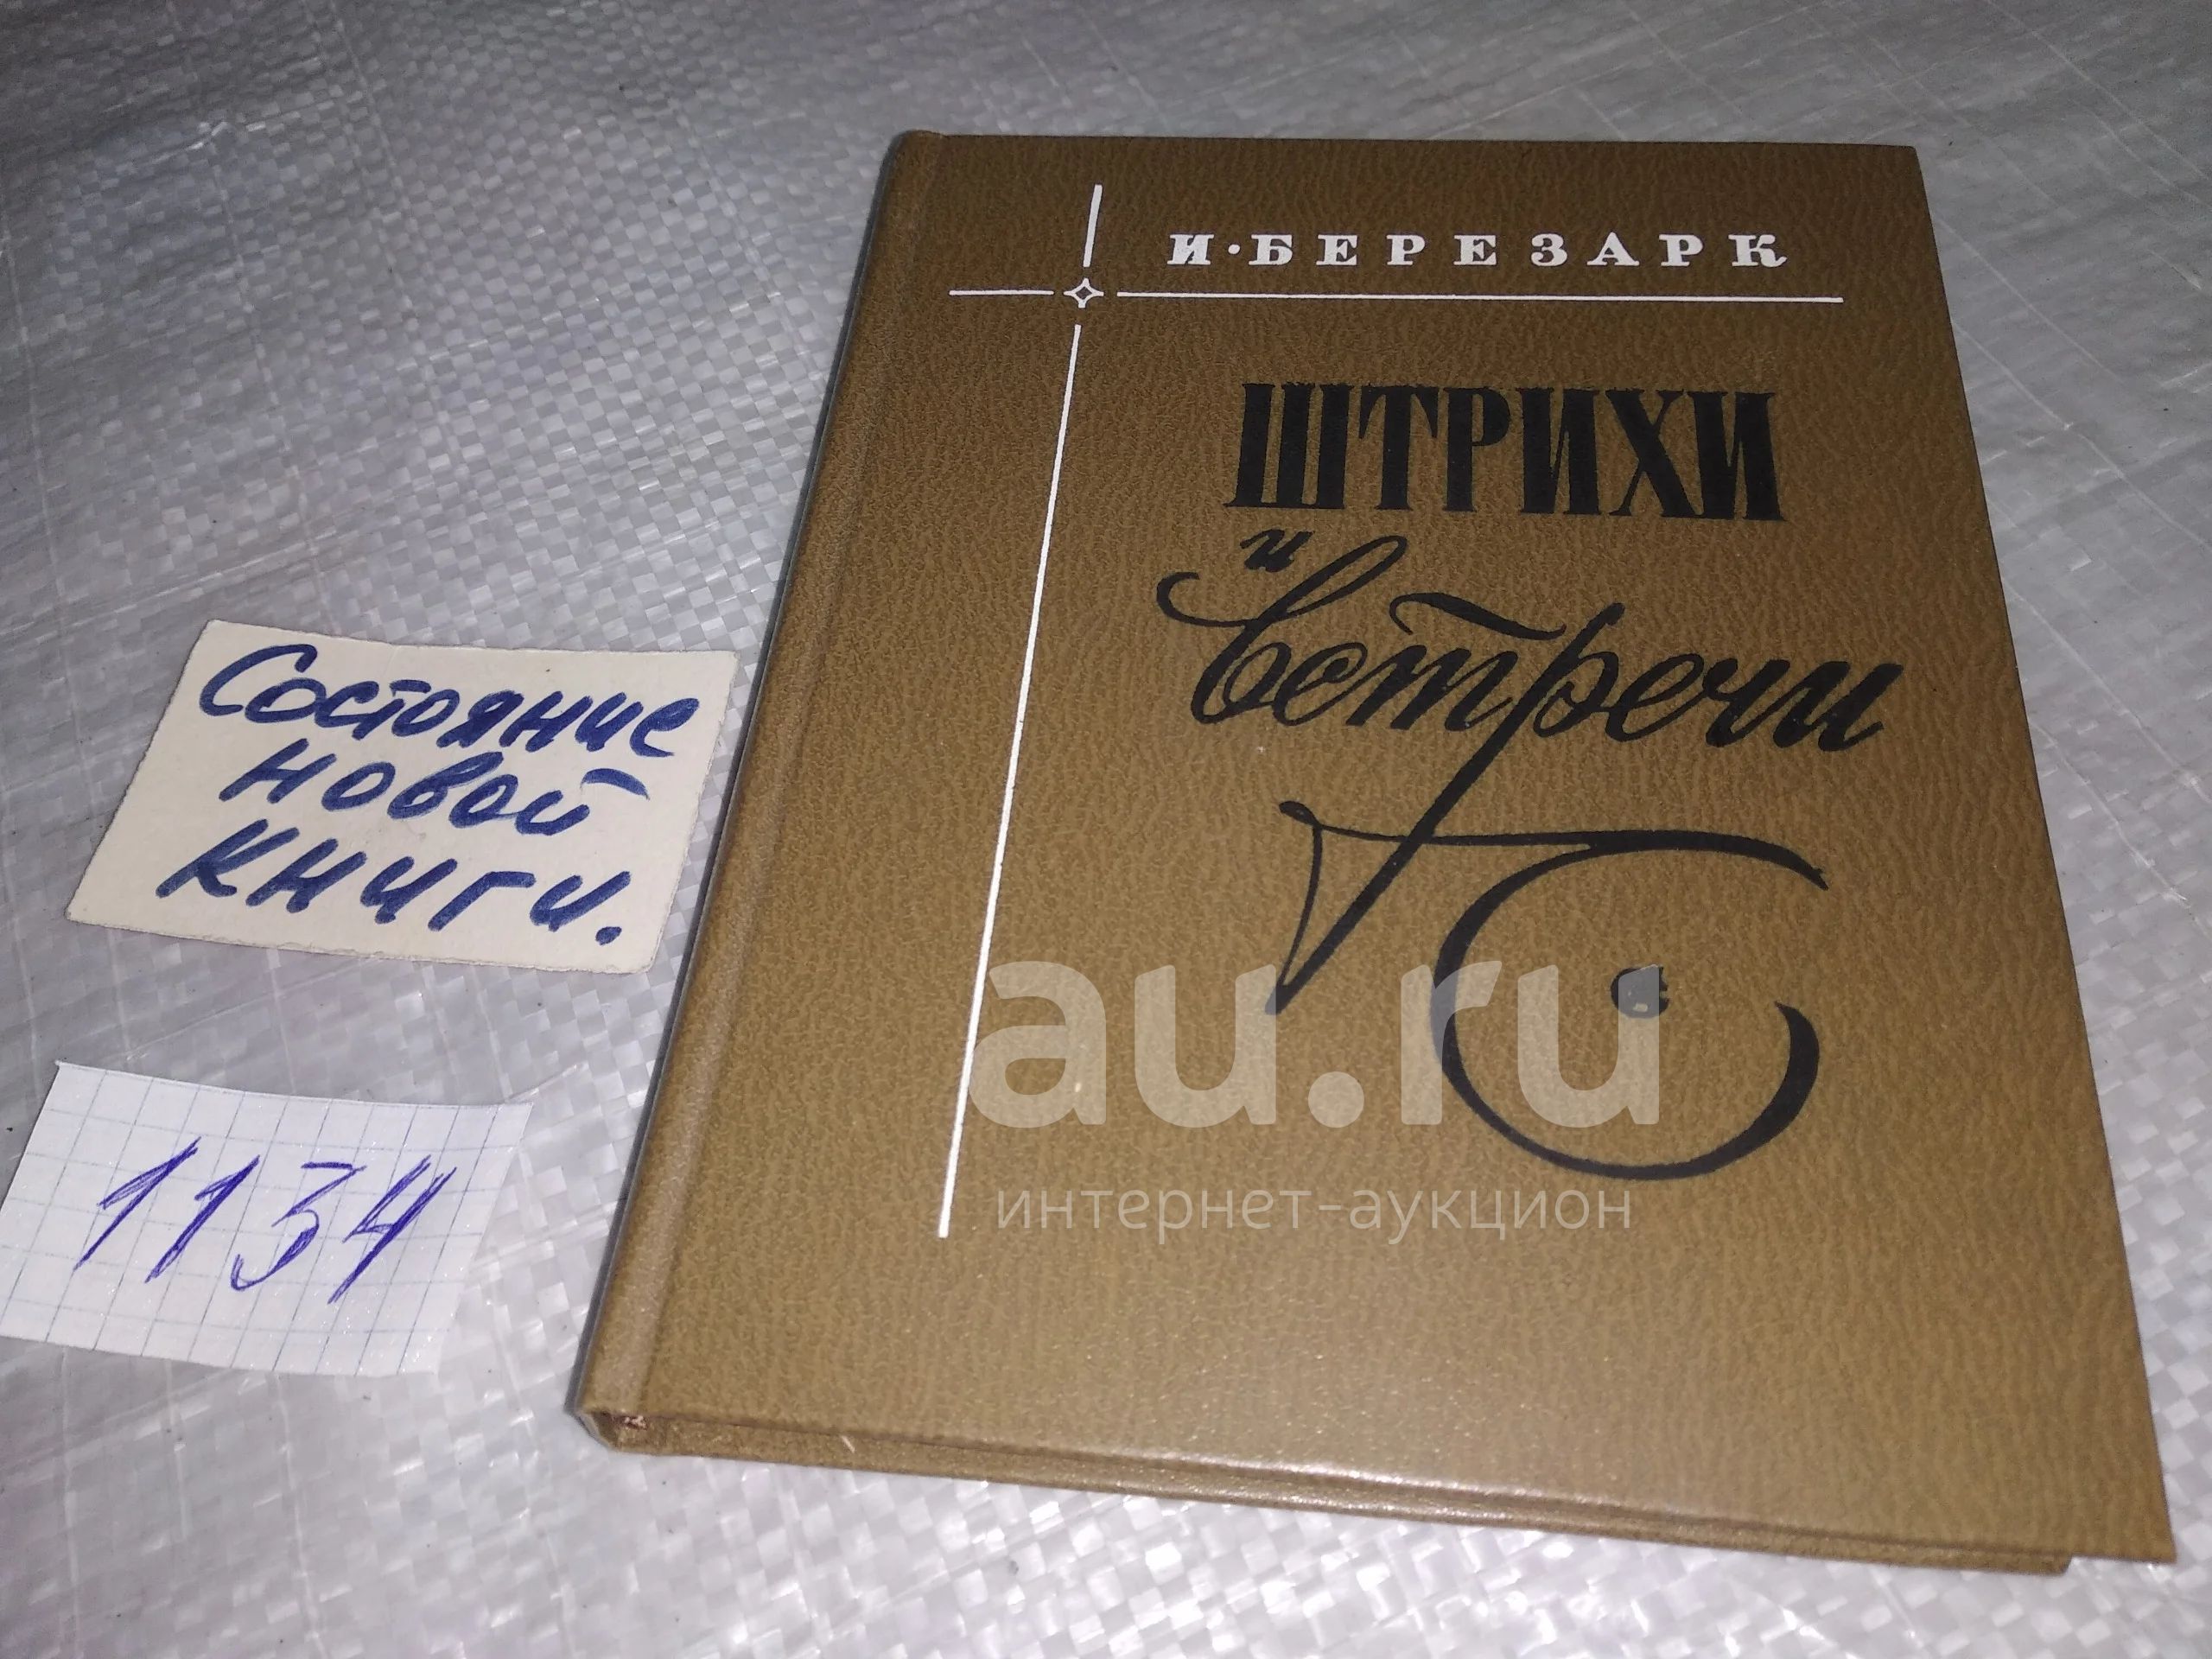 И·БЕРЕЗАРК
ШТРИХИ
и
встречи
Состояние
новой
книги.
1134
au.ru
интернет-аукцион